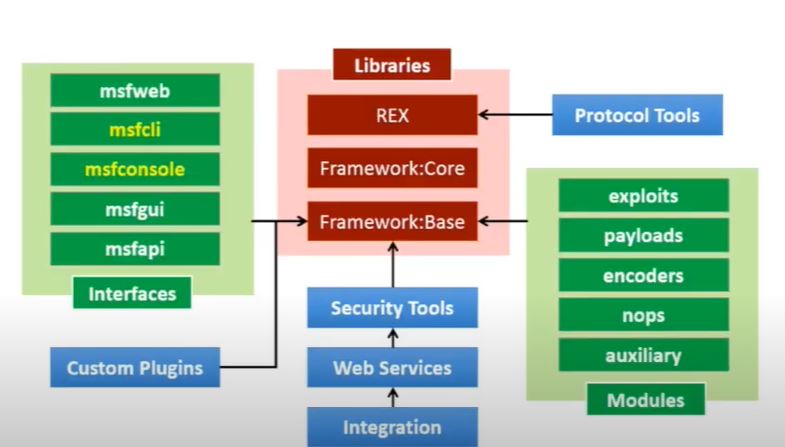 Libraries
msfweb
msfcli
msfconsole
msfgui
msfapi
Interfaces
REX
Framework:Core
Framework:Base
Protocol Tools
exploits
payloads
encoders
nops
auxiliary
Modules
Security Tools
Custom Plugins
Web Services
Integration